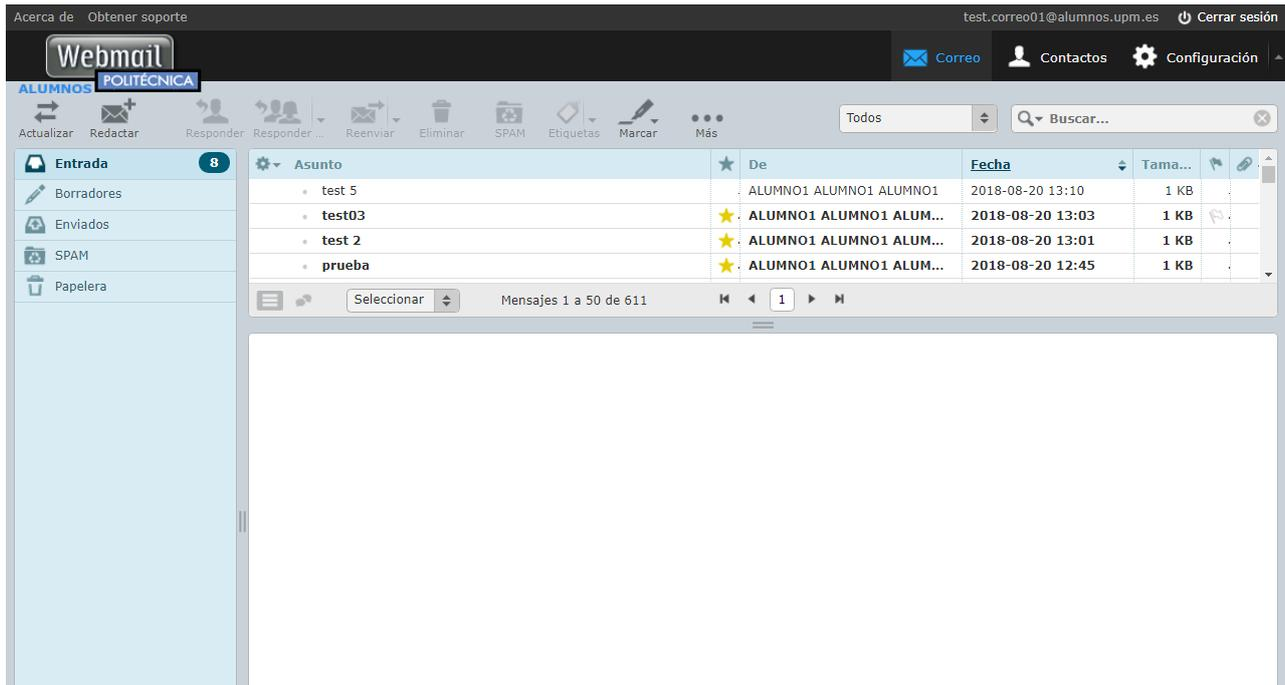 Acerca de Obtener soporte test.correo01@alumnos.upm.es Cerrar sesión
Webmail
POLITÉCNICA
ALUMNOS
Correo Contactos Configuración
Actualizar Redactar Responder Responder ... Reenviar Eliminar SPAM Etiquetas Marcar Más
Todos Buscar...
Entrada 8
Borradores
Enviados
SPAM
Papelera
Asunto De Fecha Tama...
test 5 ALUMNO1 ALUMNO1 ALUMNO1 2018-08-20 13:10 1 KB
test03 ALUMNO1 ALUMNO1 ALUM... 2018-08-20 13:03 1 KB
test 2 ALUMNO1 ALUMNO1 ALUM... 2018-08-20 13:01 1 KB
prueba ALUMNO1 ALUMNO1 ALUM... 2018-08-20 12:45 1 KB
Seleccionar Mensajes 1 a 50 de 611 1